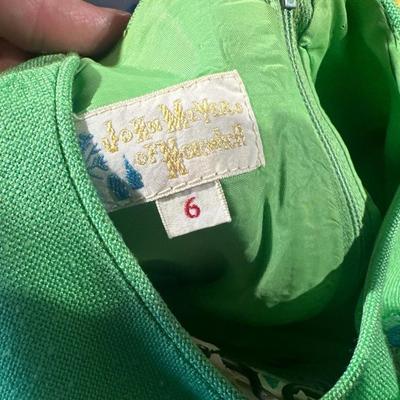 John Meyer
of Norwich
6